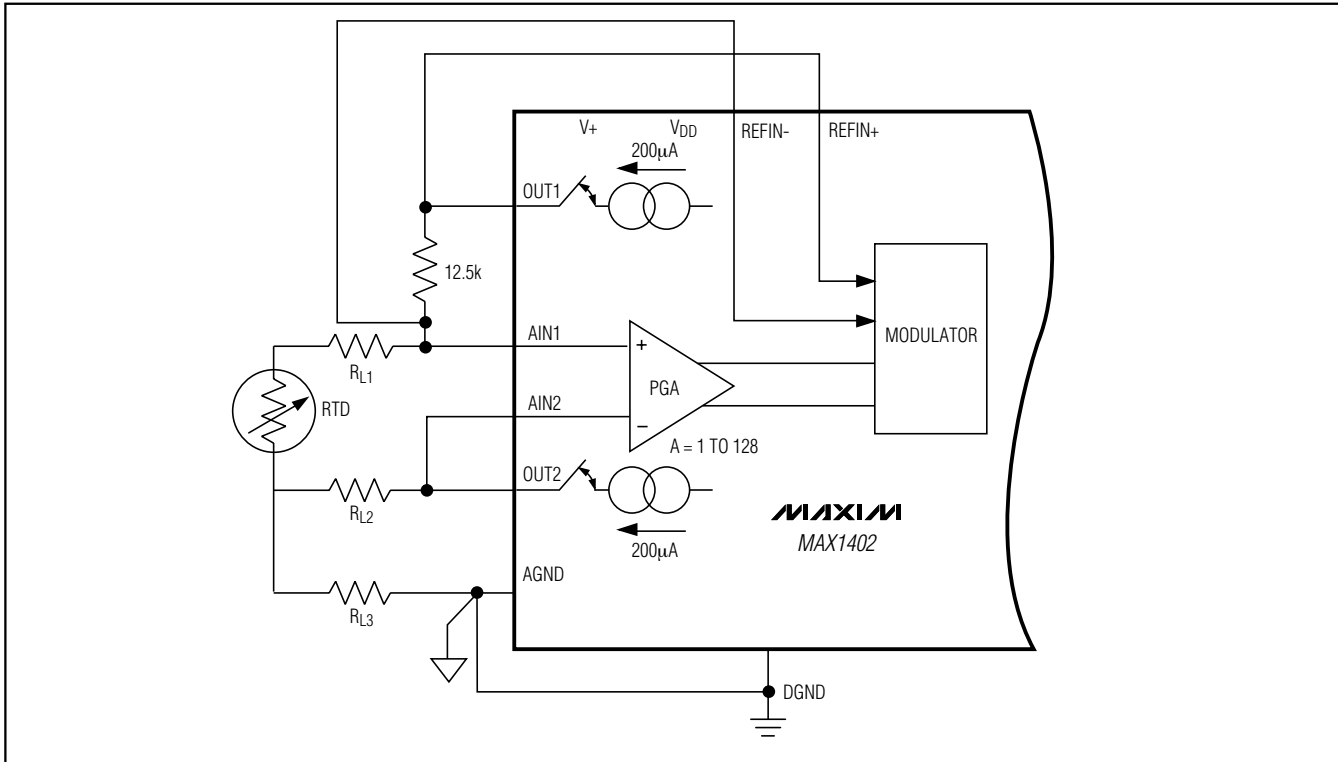 V+
VDD
REFIN-
REFIN+
200µA
OUT1
12.5k
AIN1
+
MODULATOR
RL1
PGA
RTD
AIN2
−
A = 1 TO 128
OUT2
RL2
MAXIM
MAX1402
200µA
AGND
RL3
DGND